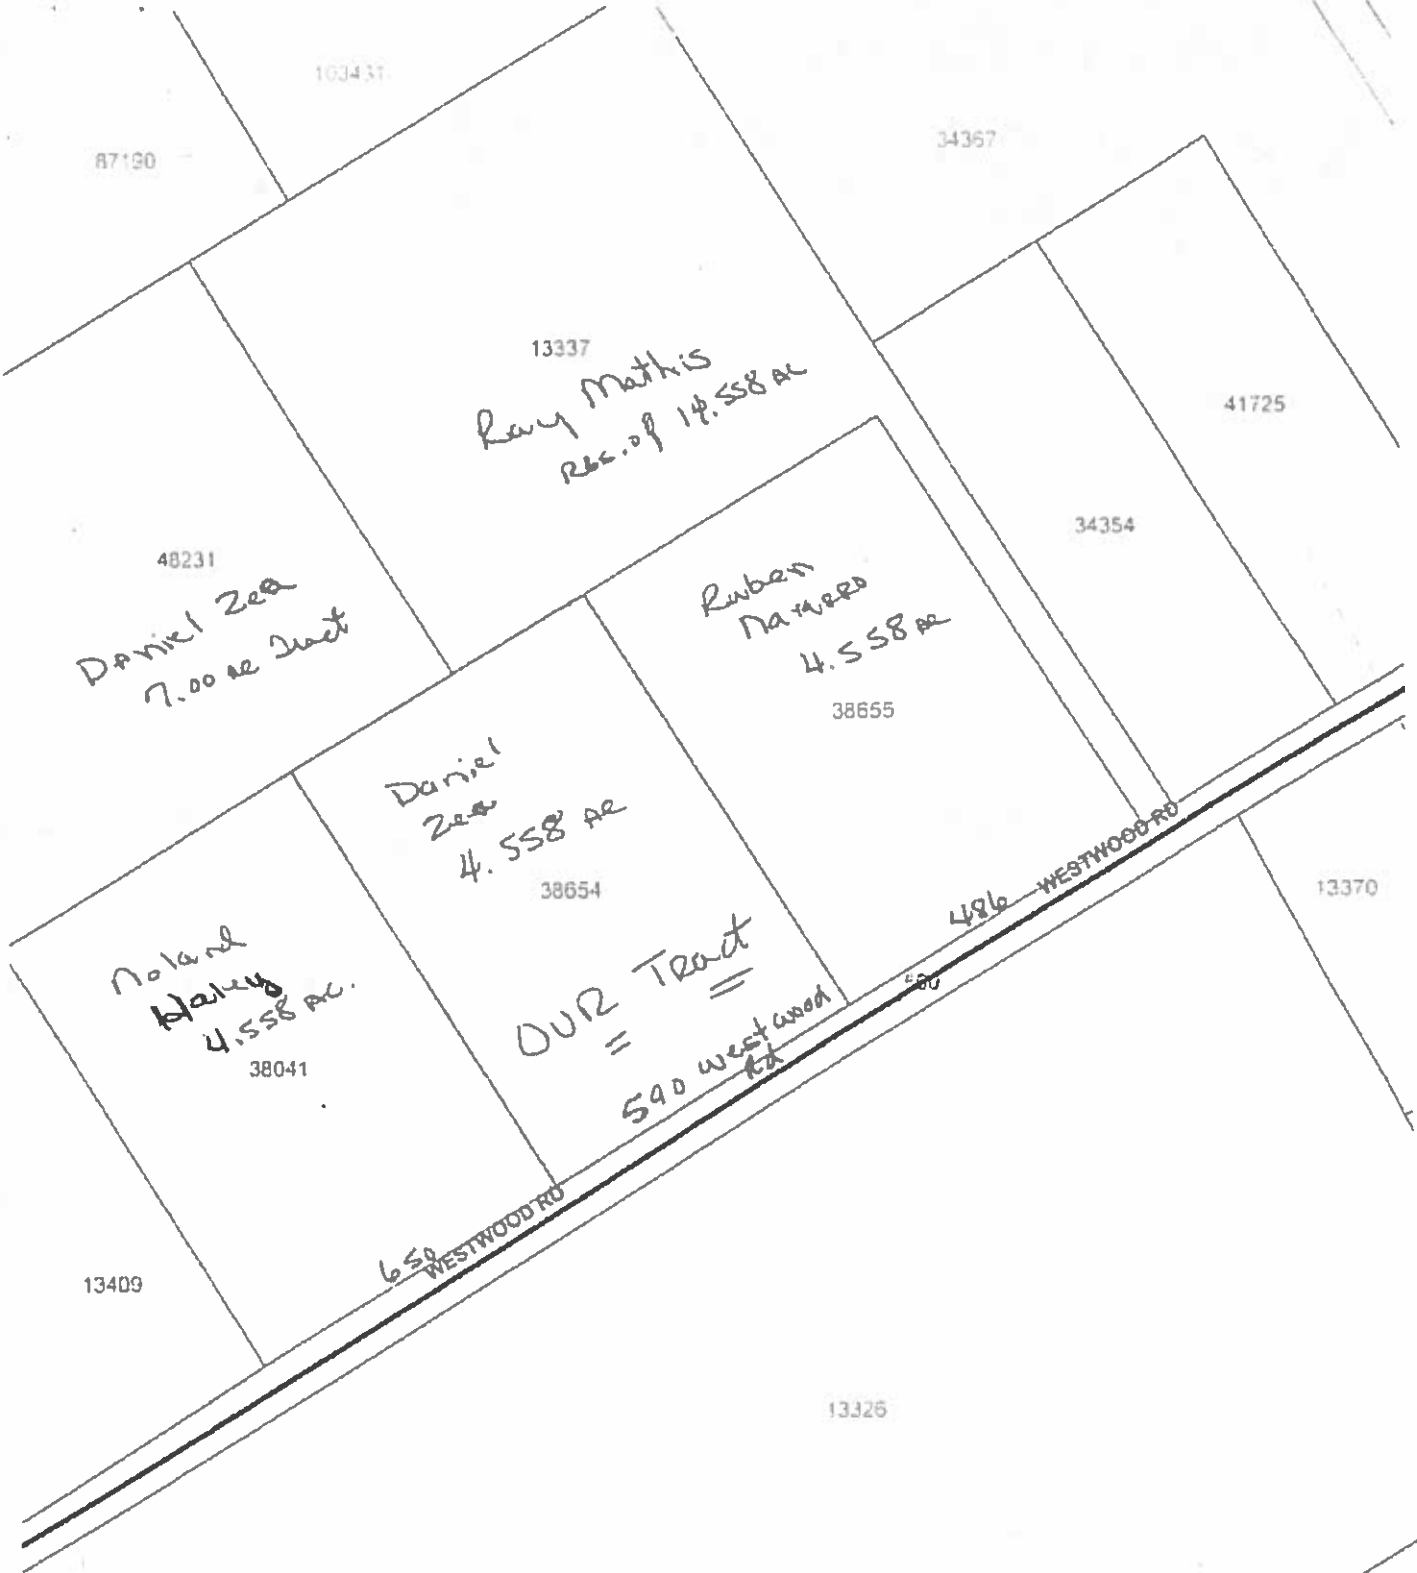 103431
87190
34367
13337
Ray Mathis
Res. of 14.558 AC
41725
34354
48231
Daniel Zea
7.00 AC Tract
Ruben
4.558 AC
38655
Daniel
Zea
4.558 AC
38654
OUR Tract
590 Westwood
Rd
486 WESTWOOD RD
13370
Noland
Haley
4.558 AC.
38041
650 WESTWOOD RD
13409
13326